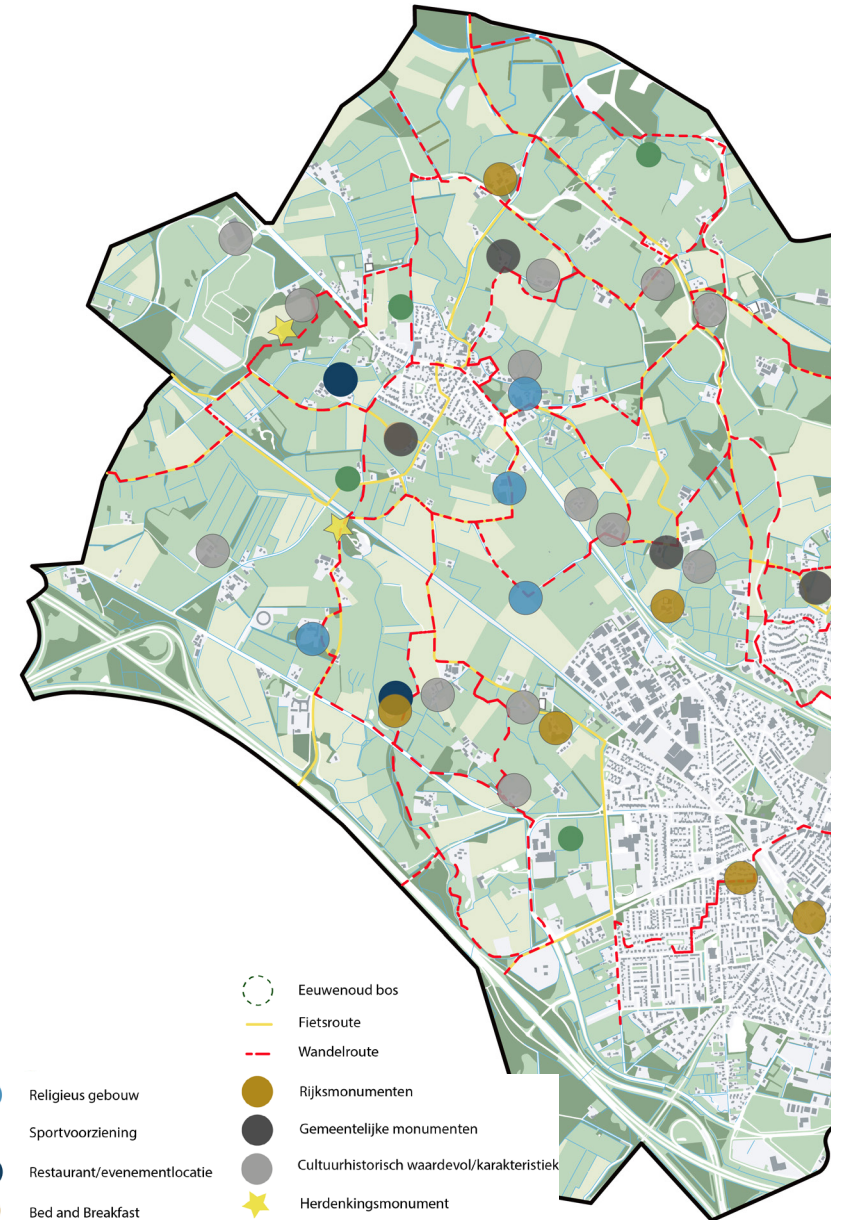 Eeuwenoud bos
Fietsroute
Wandelroute
Religieus gebouw
Rijksmonumenten
Sportvoorziening
Gemeentelijke monumenten
Restaurant/evenementlocatie
Cultuurhistorisch waardevol/karakteristiek
Bed and Breakfast
Herdenkingsmonument